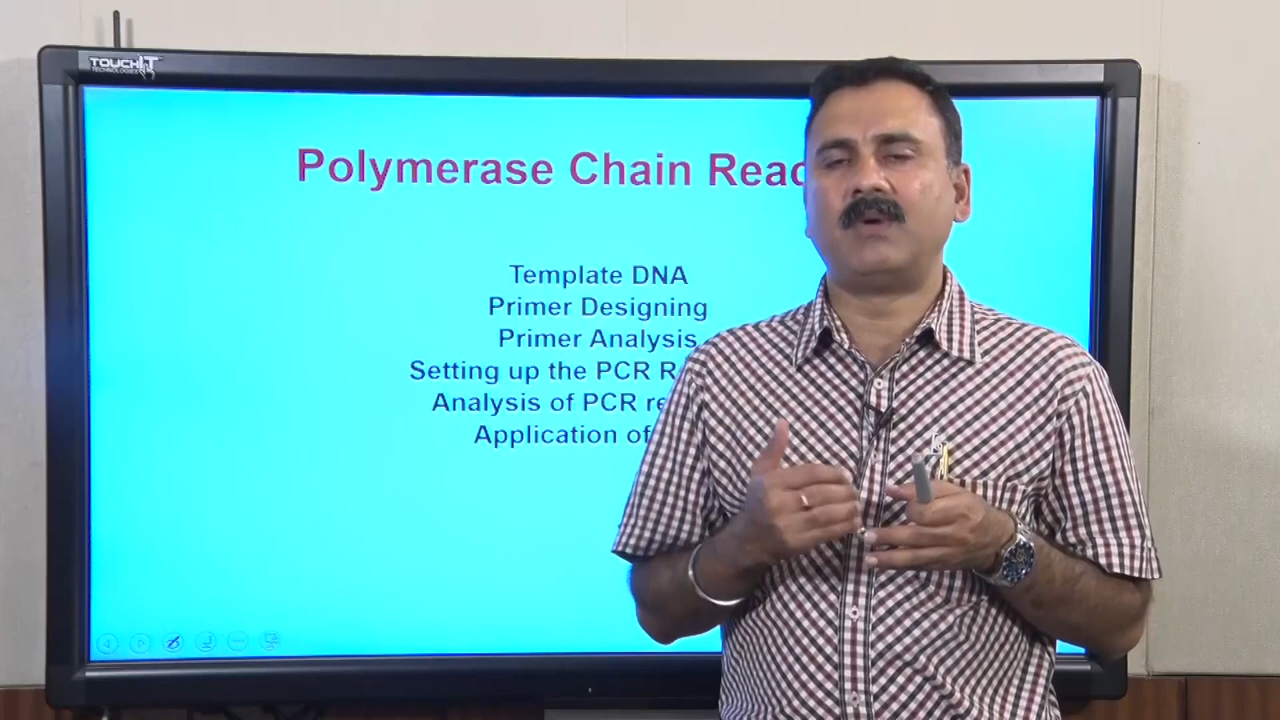 TOUCHIT
TECHNOLOGIES
Polymerase Chain Reac
Template DNA
Primer Designing
Primer Analysis
Setting up the PCR R
Analysis of PCR re
Application of